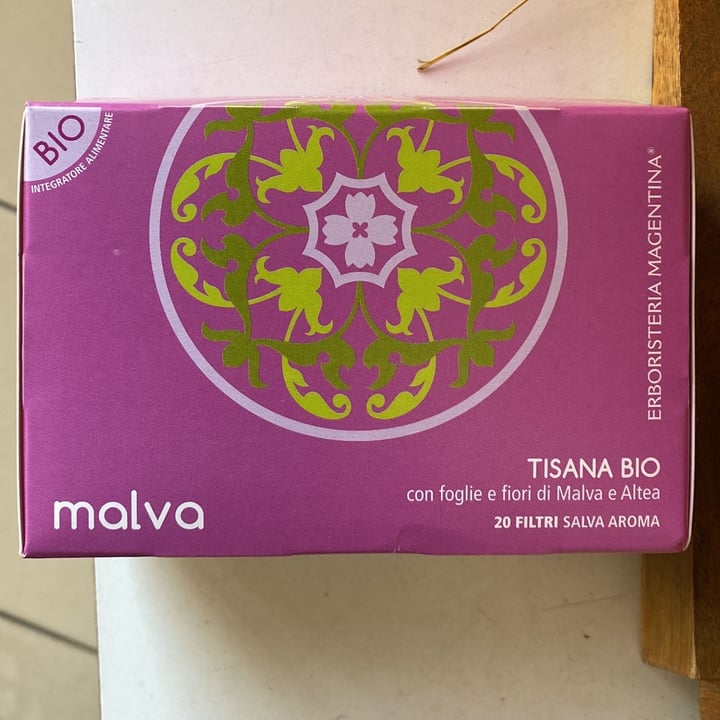 BIO
INTEGRATORE ALIMENTARE
ERBORISTERIA MAGENTINA®
TISANA BIO
con foglie e fiori di Malva e Altea
20 FILTRI SALVA AROMA
malva